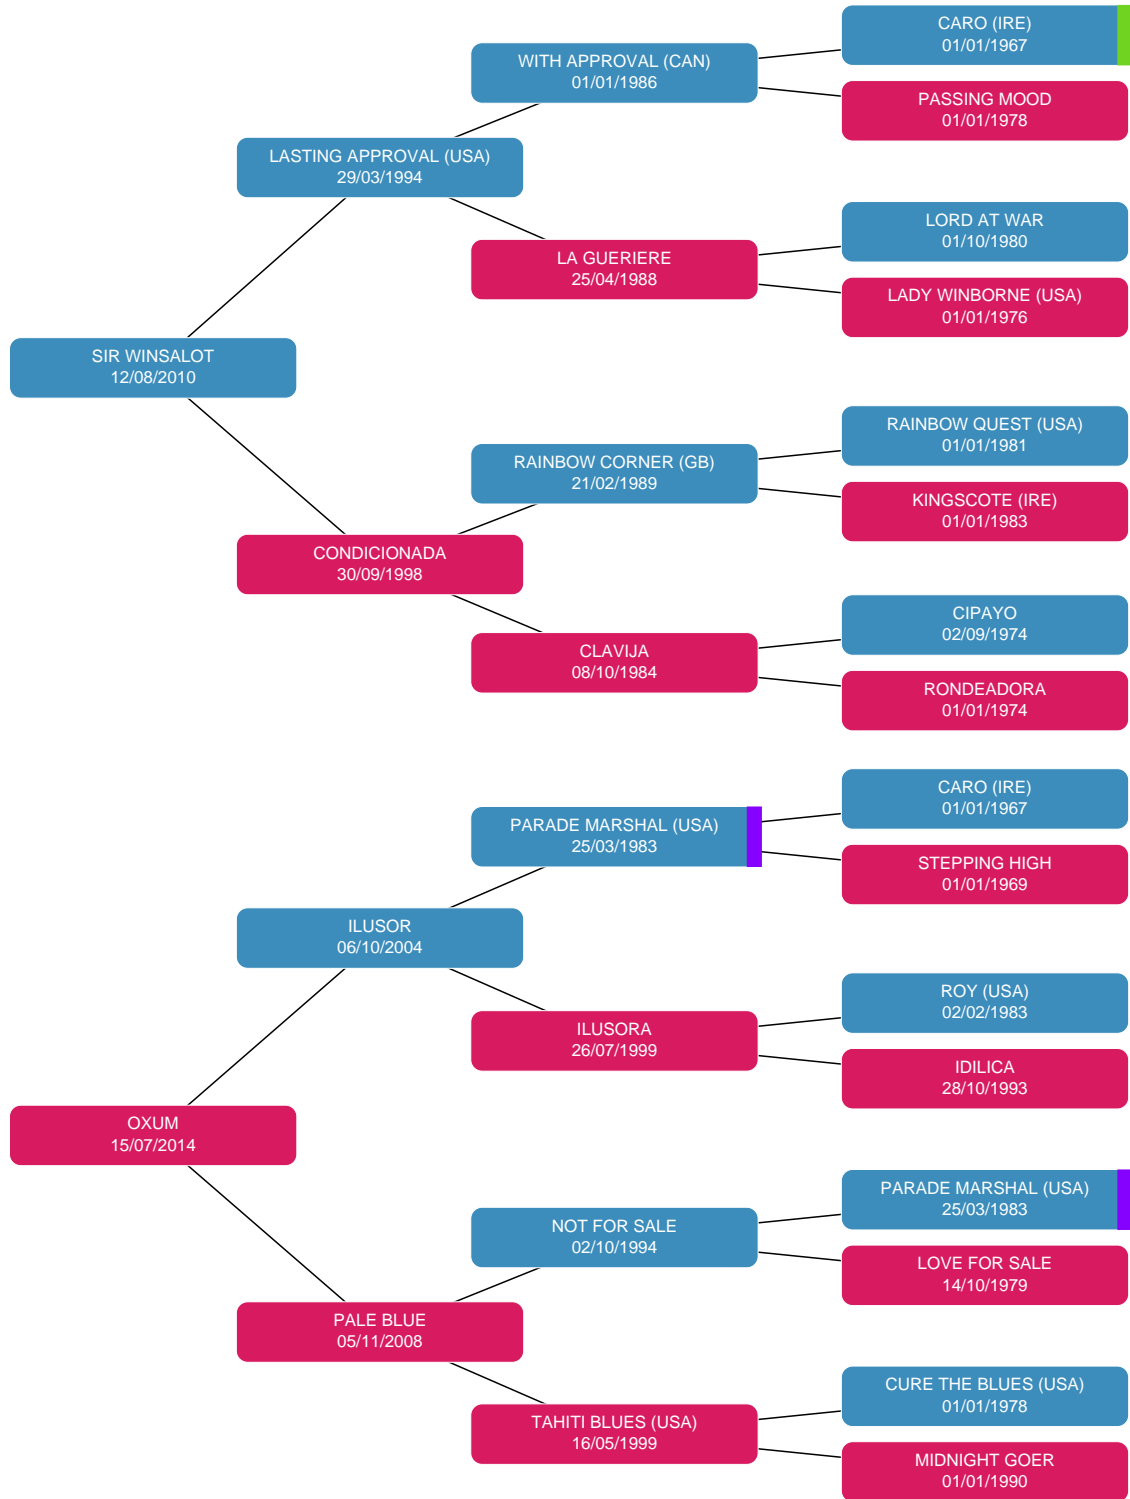 CARO (IRE)
01/01/1967
WITH APPROVAL (CAN)
01/01/1986
PASSING MOOD
01/01/1978
LASTING APPROVAL (USA)
29/03/1994
LORD AT WAR
01/10/1980
LA GUERIERE
25/04/1988
LADY WINBORNE (USA)
01/01/1976
SIR WINSALOT
12/08/2010
RAINBOW QUEST (USA)
01/01/1981
RAINBOW CORNER (GB)
21/02/1989
KINGSCOTE (IRE)
01/01/1983
CONDICIONADA
30/09/1998
CIPAYO
02/09/1974
CLAVIJA
08/10/1984
RONDEADORA
01/01/1974
CARO (IRE)
01/01/1967
PARADE MARSHAL (USA)
25/03/1983
STEPPING HIGH
01/01/1969
ILUSOR
06/10/2004
ROY (USA)
02/02/1983
ILUSORA
26/07/1999
IDILICA
28/10/1993
OXUM
15/07/2014
PARADE MARSHAL (USA)
25/03/1983
NOT FOR SALE
02/10/1994
LOVE FOR SALE
14/10/1979
PALE BLUE
05/11/2008
CURE THE BLUES (USA)
01/01/1978
TAHITI BLUES (USA)
16/05/1999
MIDNIGHT GOER
01/01/1990